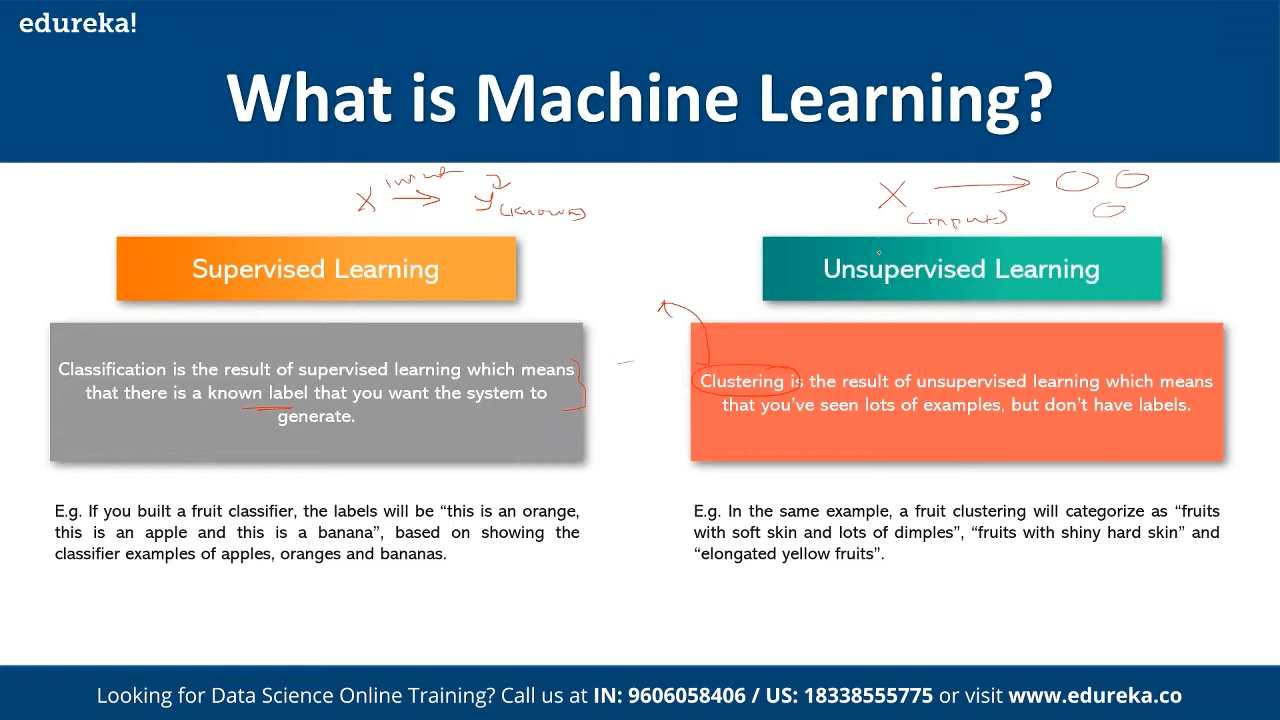 edureka!
What is Machine Learning?
X input → y (known)
X → (input)
Supervised Learning
Unsupervised Learning
Classification is the result of supervised learning which means
that there is a known label that you want the system to
generate.
Clustering is the result of unsupervised learning which means
that you've seen lots of examples, but don't have labels.
E.g. If you built a fruit classifier, the labels will be “this is an orange,
this is an apple and this is a banana”, based on showing the
classifier examples of apples, oranges and bananas.
E.g. In the same example, a fruit clustering will categorize as “fruits
with soft skin and lots of dimples”, “fruits with shiny hard skin” and
“elongated yellow fruits”.
Looking for Data Science Online Training? Call us at IN: 9606058406 / US: 18338555775 or visit www.edureka.co